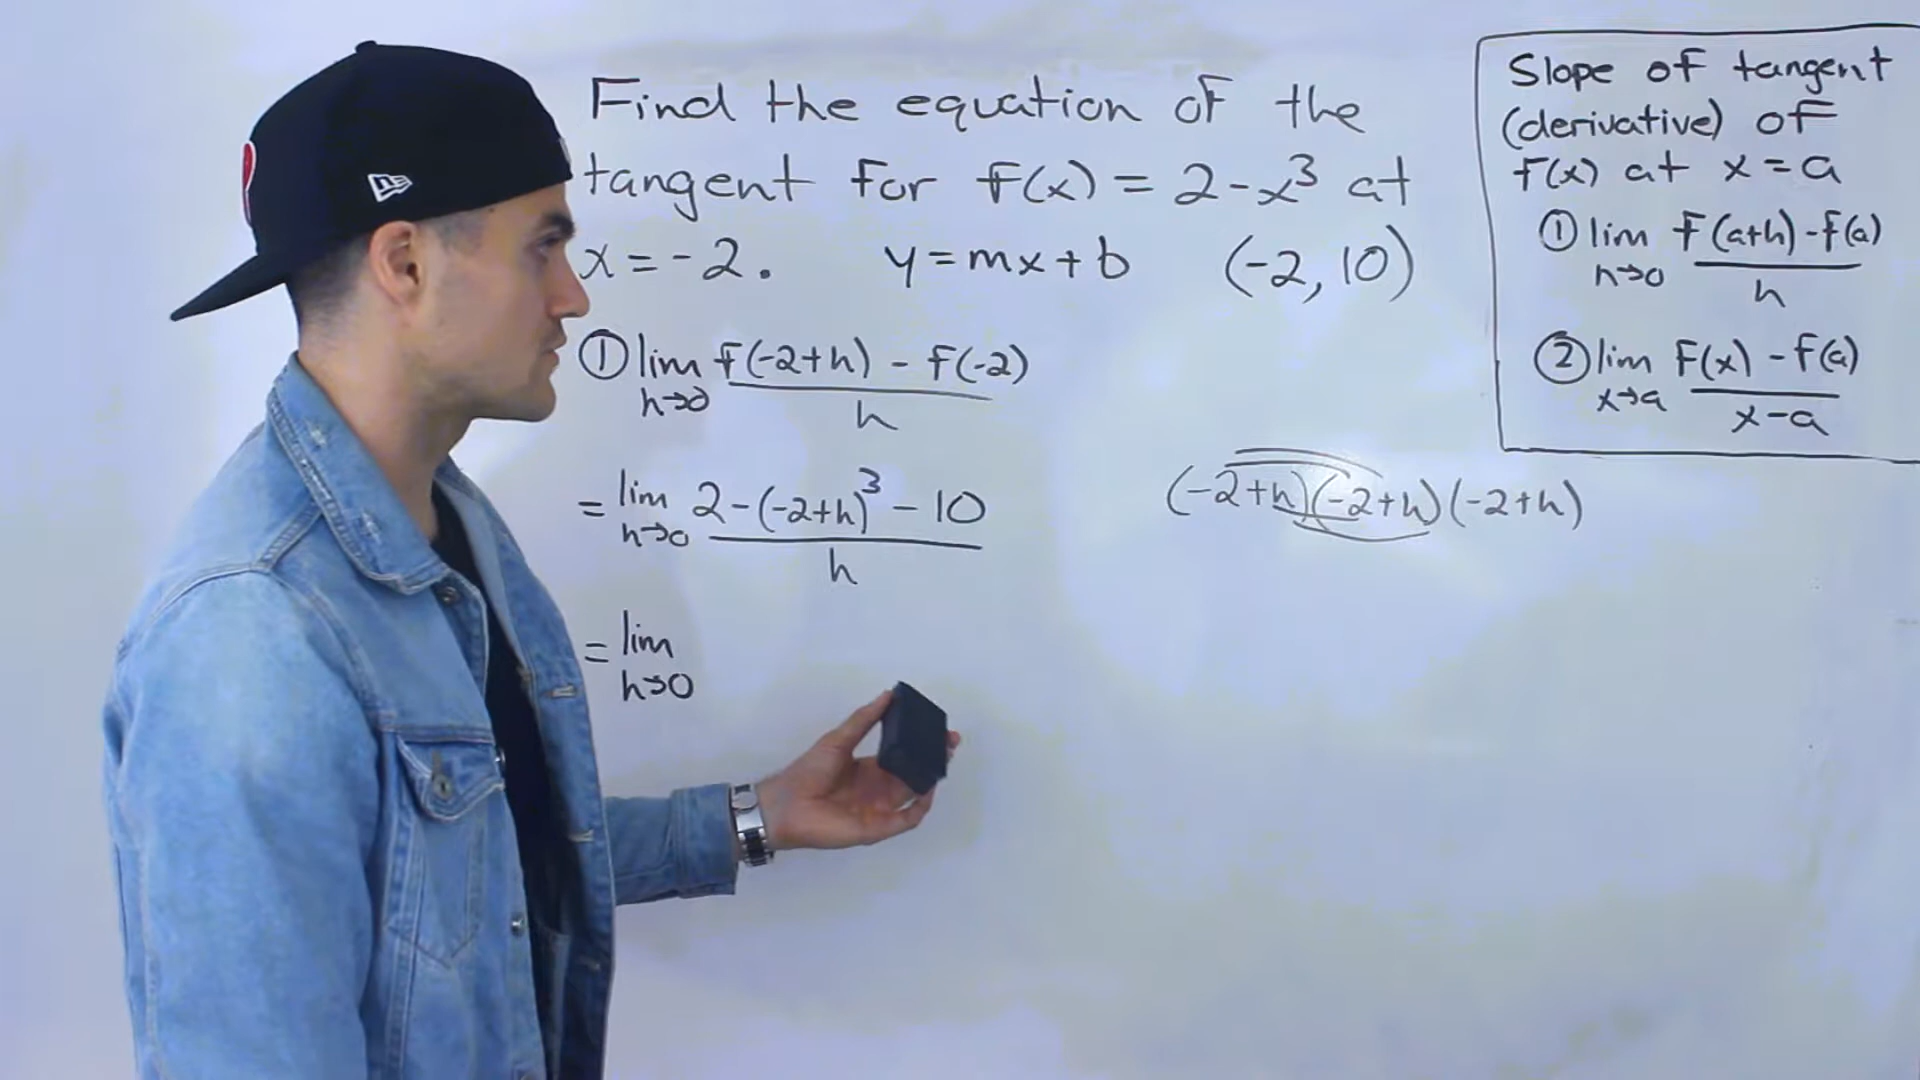 Find the equation of the
tangent for f(x) = 2 - x³ at
x = -2. y = mx + b (-2, 10)
① lim f(-2+h) - f(-2)
h→0 h
= lim 2 - (-2+h)³ - 10
h→0 h
= lim
h→0
(-2+h)(-2+h)(-2+h)
Slope of tangent
(derivative) of
f(x) at x = a
① lim f(a+h) - f(a)
h→0 h
② lim f(x) - f(a)
x→a x-a